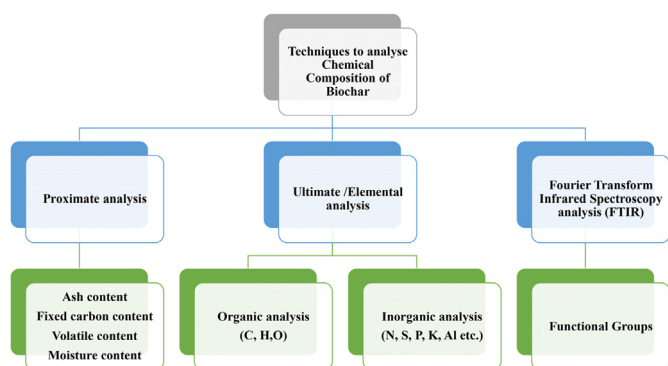 Techniques to analyse
Chemical
Composition of
Biochar
Proximate analysis
Ultimate /Elemental
analysis
Fourier Transform
Infrared Spectroscopy
analysis (FTIR)
Ash content
Fixed carbon content
Volatile content
Moisture content
Organic analysis
(C, H,O)
Inorganic analysis
(N, S, P, K, Al etc.)
Functional Groups